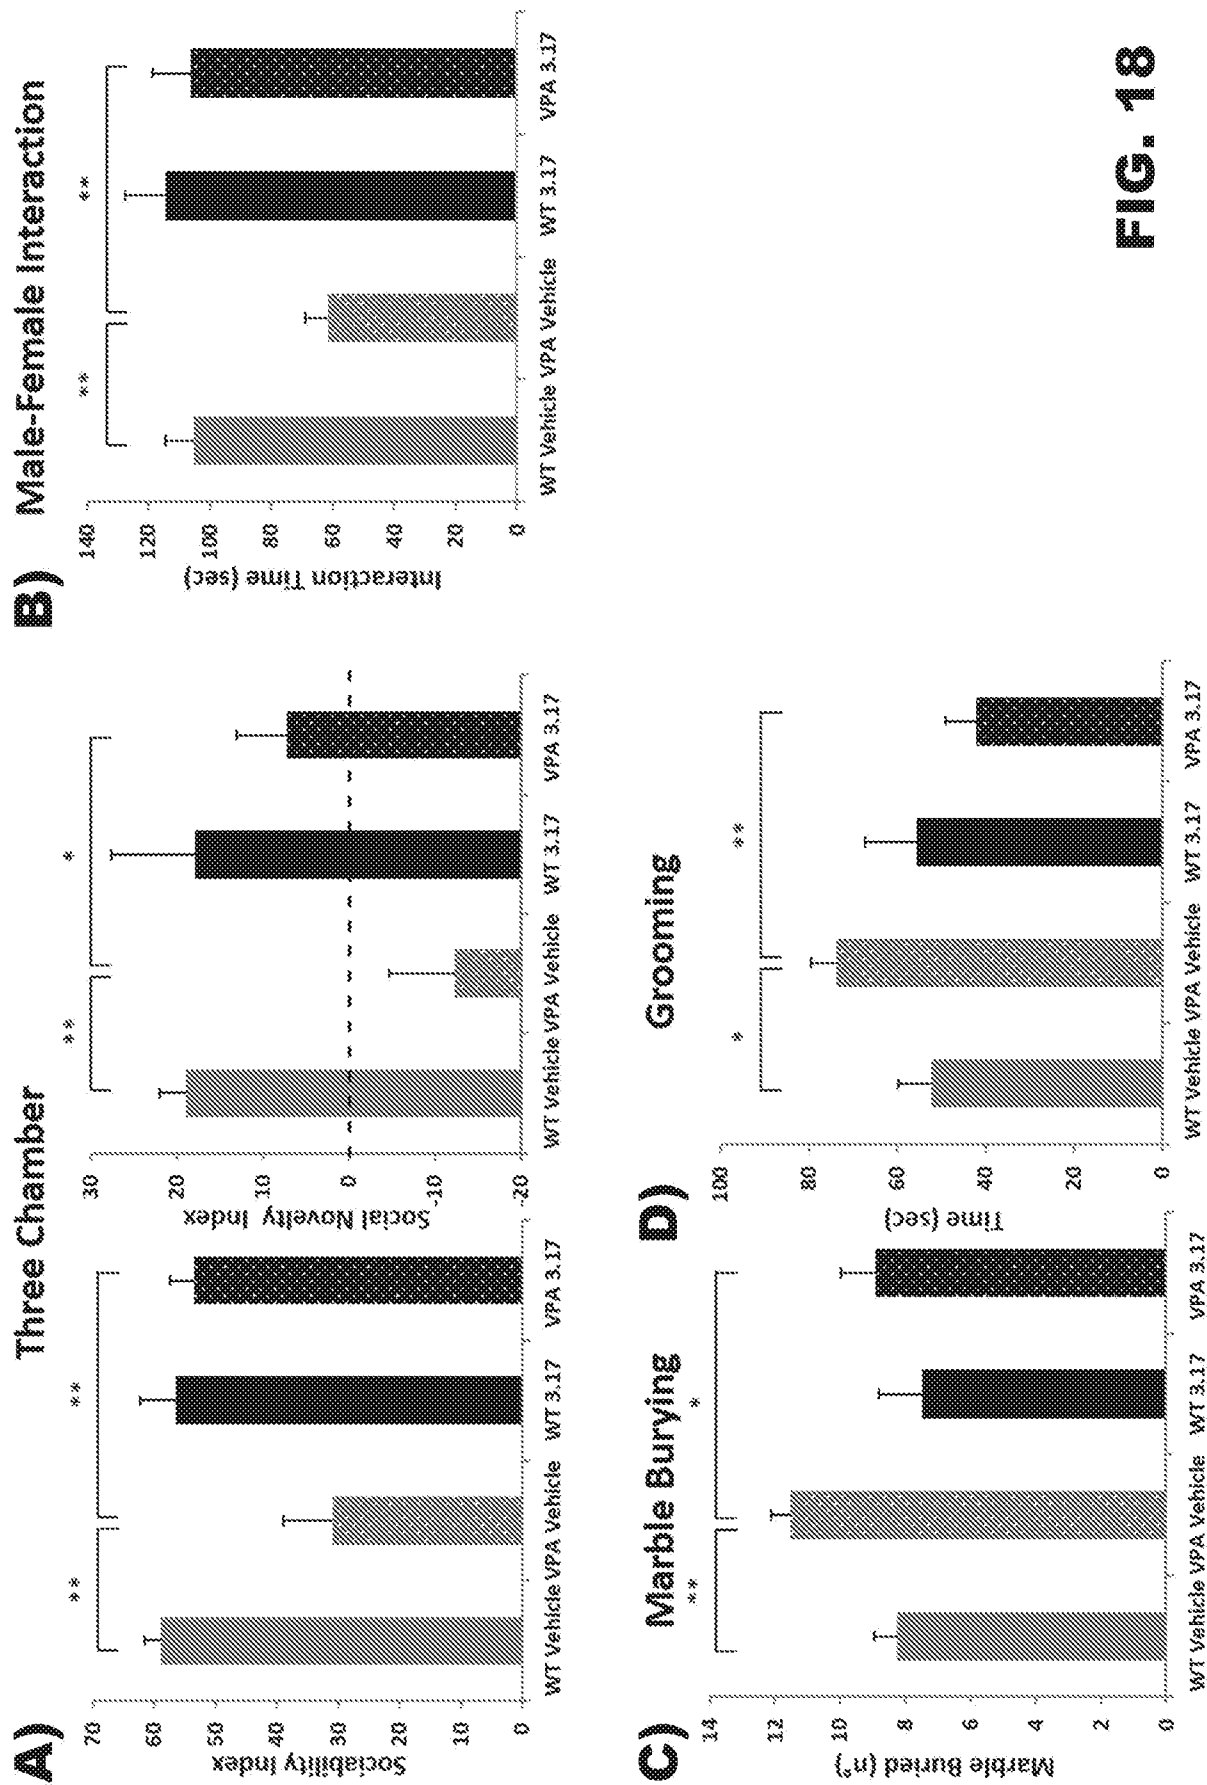 A)
Three Chamber
Sociability Index
70
60
50
40
30
20
10
0
** **
WT Vehicle VPA Vehicle WT 3.17 VPA 3.17
Social Novelty Index
30
20
10
0
-10
-20
** *
WT Vehicle VPA Vehicle WT 3.17 VPA 3.17
B)
Male-Female Interaction
Interaction Time (sec)
140
120
100
80
60
40
20
0
** **
WT Vehicle VPA Vehicle WT 3.17 VPA 3.17
C)
Marble Burying
Marble Buried (n°)
14
12
10
8
6
4
2
0
** *
WT Vehicle VPA Vehicle WT 3.17 VPA 3.17
D)
Grooming
Time (sec)
100
80
60
40
20
0
* **
WT Vehicle VPA Vehicle WT 3.17 VPA 3.17
FIG. 18